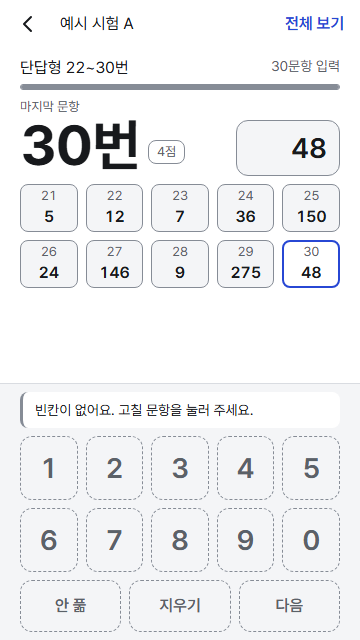 예시 시험 A
전체 보기
단답형 22~30번
30문항 입력
마지막 문항
30번
4점
48
21 22 23 24 25
5 12 7 36 150
26 27 28 29 30
24 146 9 275 48
빈칸이 없어요. 고칠 문항을 눌러 주세요.
1 2 3 4 5
6 7 8 9 0
안 풂 지우기 다음